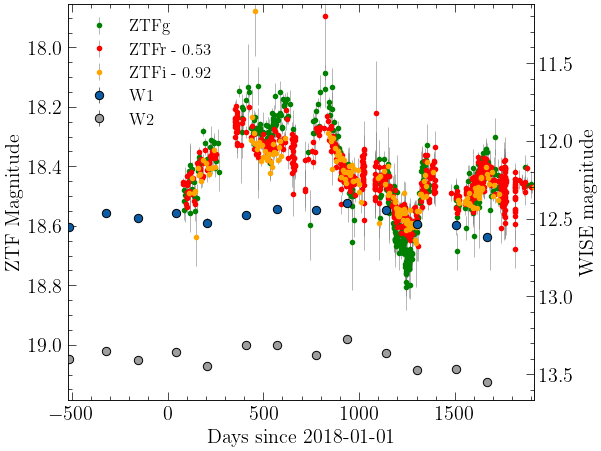 ZTFg
ZTFr - 0.53
ZTFi - 0.92
W1
W2
18.0
18.2
18.4
18.6
18.8
19.0
ZTF Magnitude
11.5
12.0
12.5
13.0
13.5
WISE magnitude
−500 0 500 1000 1500
Days since 2018-01-01